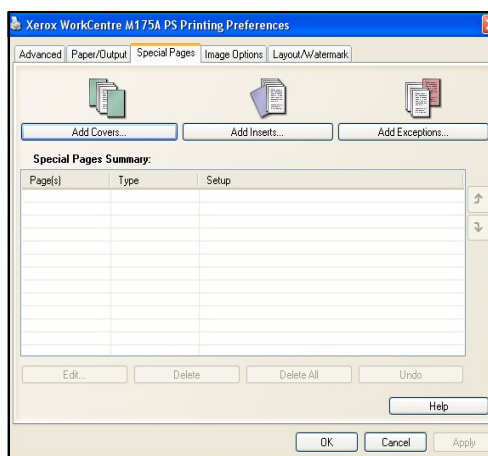 Xerox WorkCentre M175A PS Printing Preferences
Advanced Paper/Output Special Pages Image Options Layout/Watermark
Add Covers... Add Inserts... Add Exceptions...
Special Pages Summary:
Page(s) Type Setup
Edit... Delete Delete All Undo
Help
OK Cancel Apply